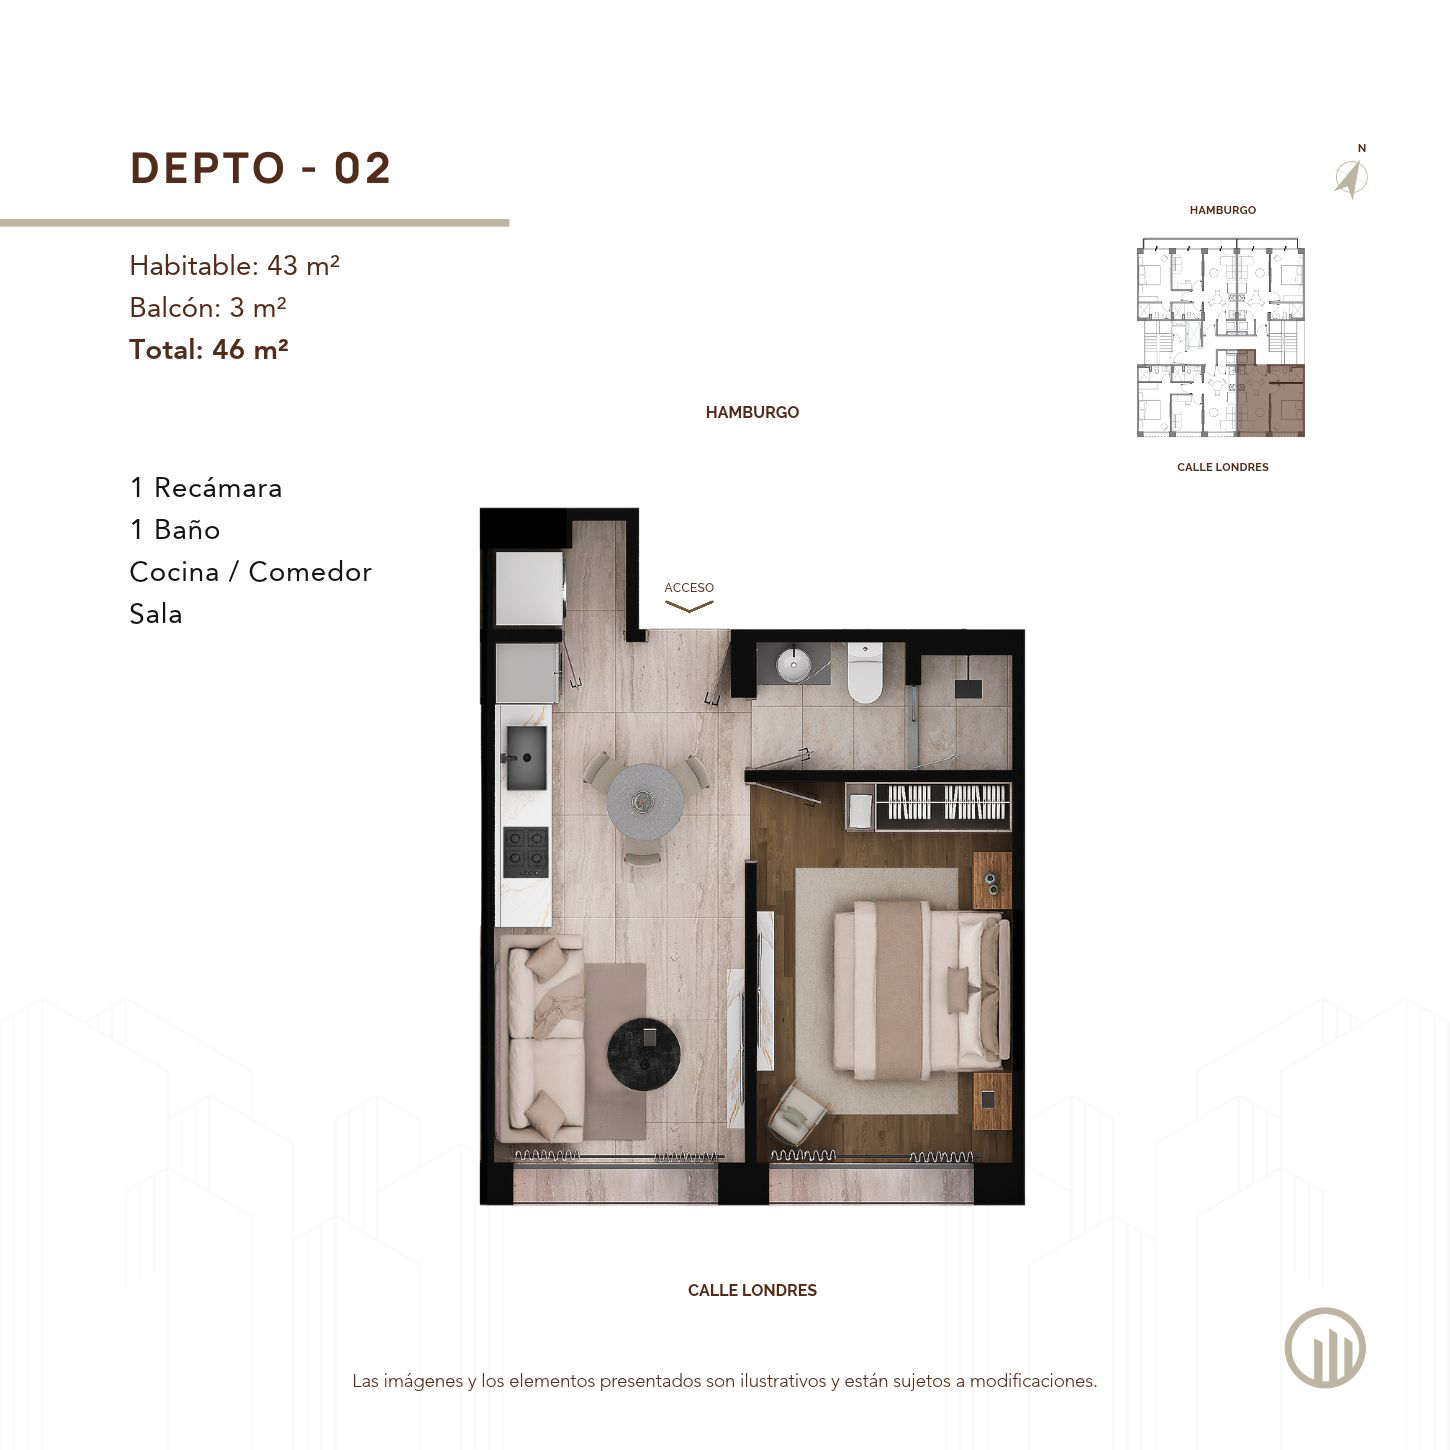 DEPTO - 02
Habitable: 43 m²
Balcón: 3 m²
Total: 46 m²
1 Recámara
1 Baño
Cocina / Comedor
Sala
N
HAMBURGO
CALLE LONDRES
HAMBURGO
ACCESO
CALLE LONDRES
Las imágenes y los elementos presentados son ilustrativos y están sujetos a modificaciones.